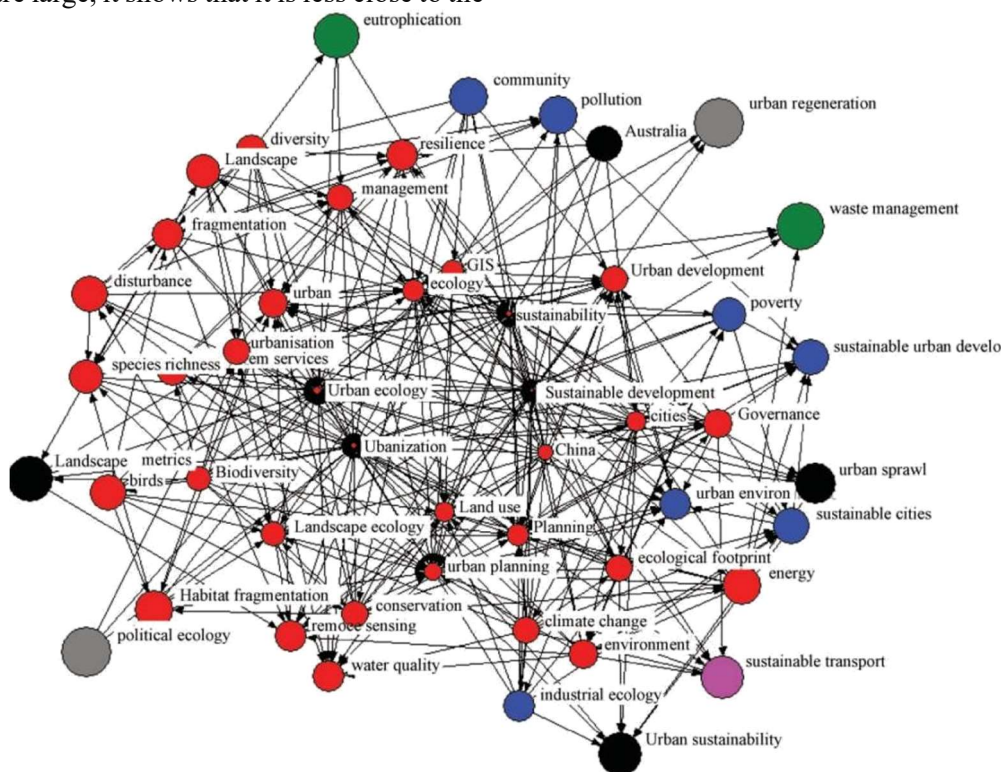 are large, it shows that it is less close to the
eutrophication
community
pollution
urban regeneration
Australia
diversity
resilience
Landscape
management
waste management
fragmentation
GIS
Urban development
disturbance
ecology
urban
poverty
sustainability
urbanisation
sustainable urban develo
em services
species richness
Urban ecology
Sustainable development
cities
Governance
Ubanization
China
Landscape metrics
Biodiversity
urban sprawl
birds
urban environ
sustainable cities
Land use
Landscape ecology
Planning
urban planning
ecological footprint
energy
Habitat fragmentation
conservation
political ecology
remote sensing
climate change
environment
water quality
sustainable transport
industrial ecology
Urban sustainability